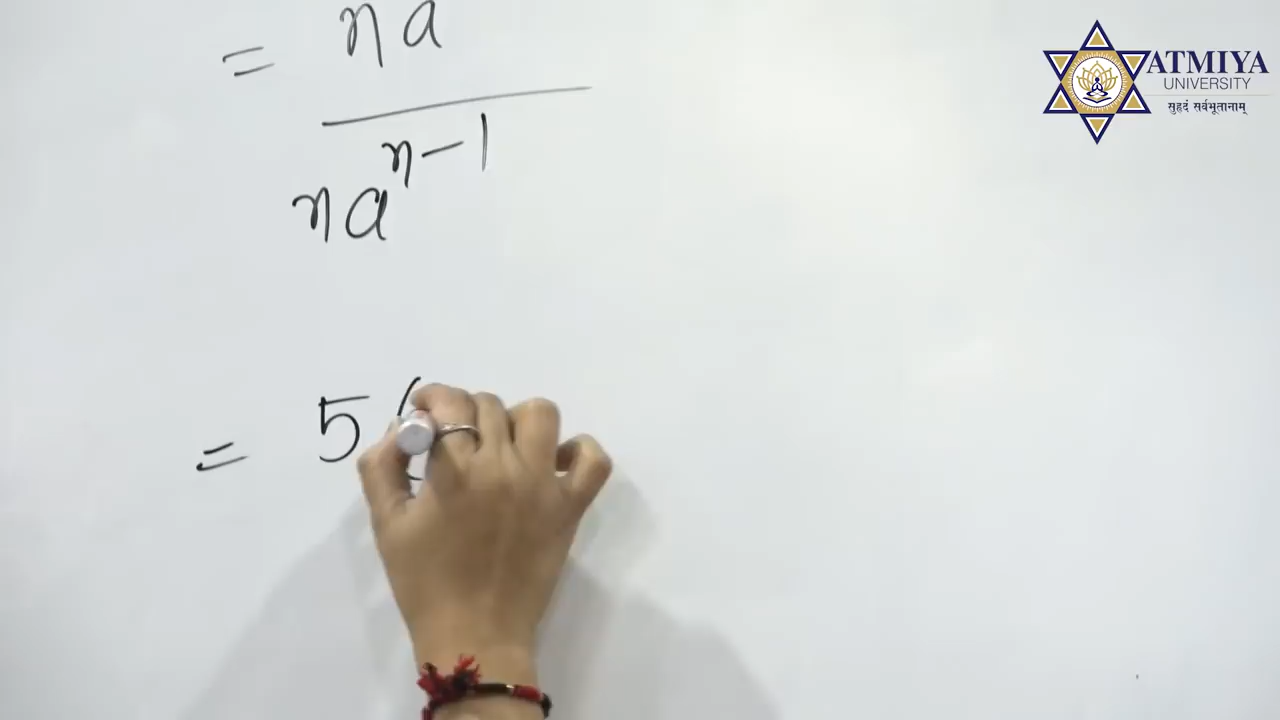 = na
na^{n-1}
= 5(
ATMIYA
UNIVERSITY
सुहृदं सर्वभूतानाम्